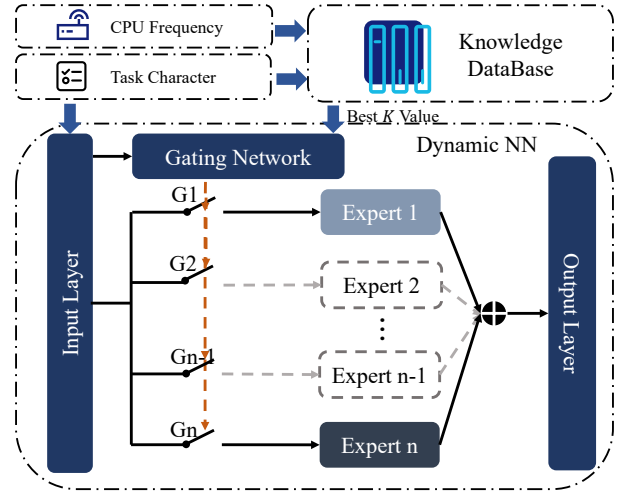 CPU Frequency
Task Character
Knowledge
DataBase
Best K Value
Dynamic NN
Input Layer
Gating Network
G1
Expert 1
G2
Expert 2
Gn-1
Expert n-1
Gn
Expert n
Output Layer